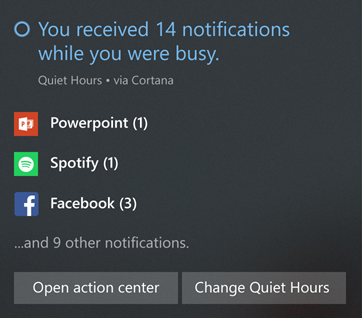 You received 14 notifications
while you were busy.
Quiet Hours • via Cortana
Powerpoint (1)
Spotify (1)
Facebook (3)
...and 9 other notifications.
Open action center
Change Quiet Hours